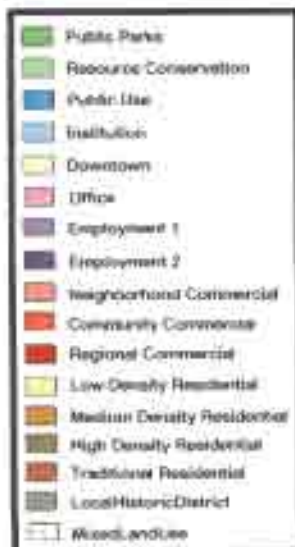 Public Parks
Resource Conservation
Public Use
Institution
Downtown
Office
Employment 1
Employment 2
Neighborhood Commercial
Community Commercial
Regional Commercial
Low Density Residential
Medium Density Residential
High Density Residential
Traditional Residential
LocalHistoricDistrict
MixedLandUse